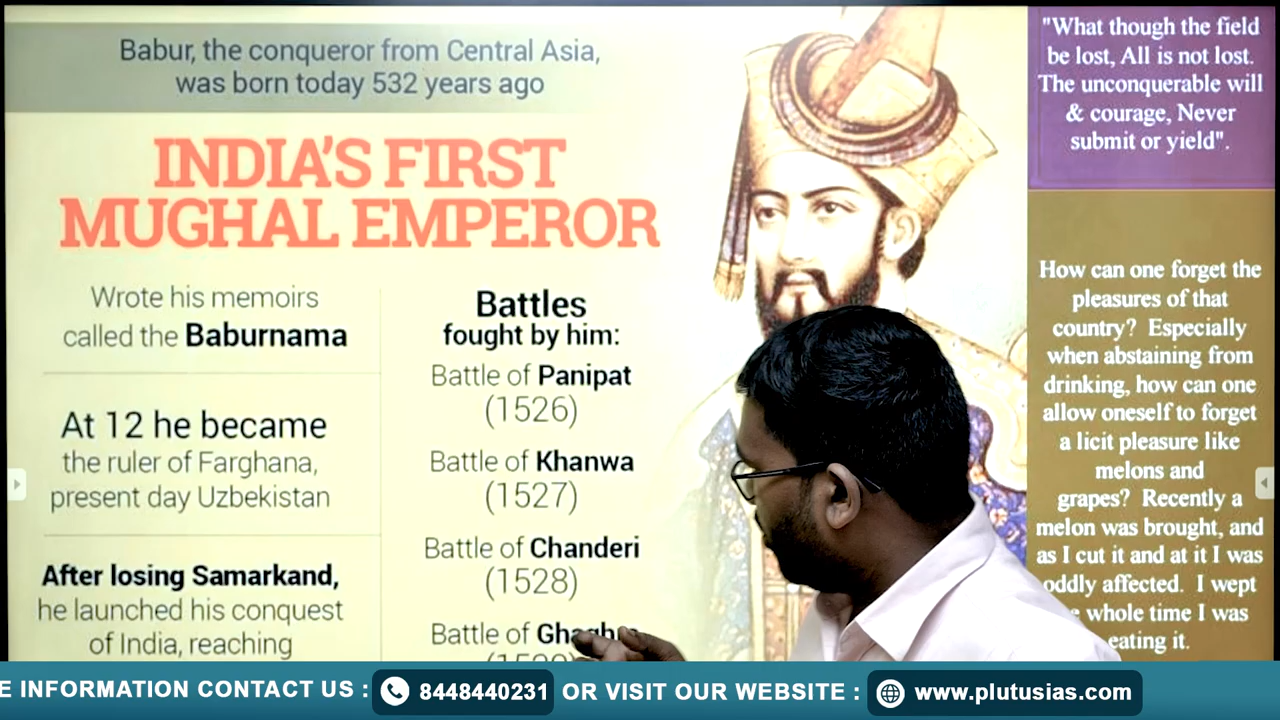 Babur, the conqueror from Central Asia,
was born today 532 years ago
INDIA'S FIRST
MUGHAL EMPEROR
Wrote his memoirs
called the Baburnama
At 12 he became
the ruler of Farghana,
present day Uzbekistan
After losing Samarkand,
he launched his conquest
of India, reaching
Battles
fought by him:
Battle of Panipat
(1526)
Battle of Khanwa
(1527)
Battle of Chanderi
(1528)
Battle of
"What though the field
be lost, All is not lost.
The unconquerable will
& courage, Never
submit or yield".
How can one forget the
pleasures of that
country? Especially
when abstaining from
drinking, how can one
allow oneself to forget
a licit pleasure like
melons and
grapes? Recently a
melon was brought, and
as I cut it and at it I was
oddly affected. I wept
whole time I was
eating it.
E INFORMATION CONTACT US : 8448440231 OR VISIT OUR WEBSITE : www.plutusias.com